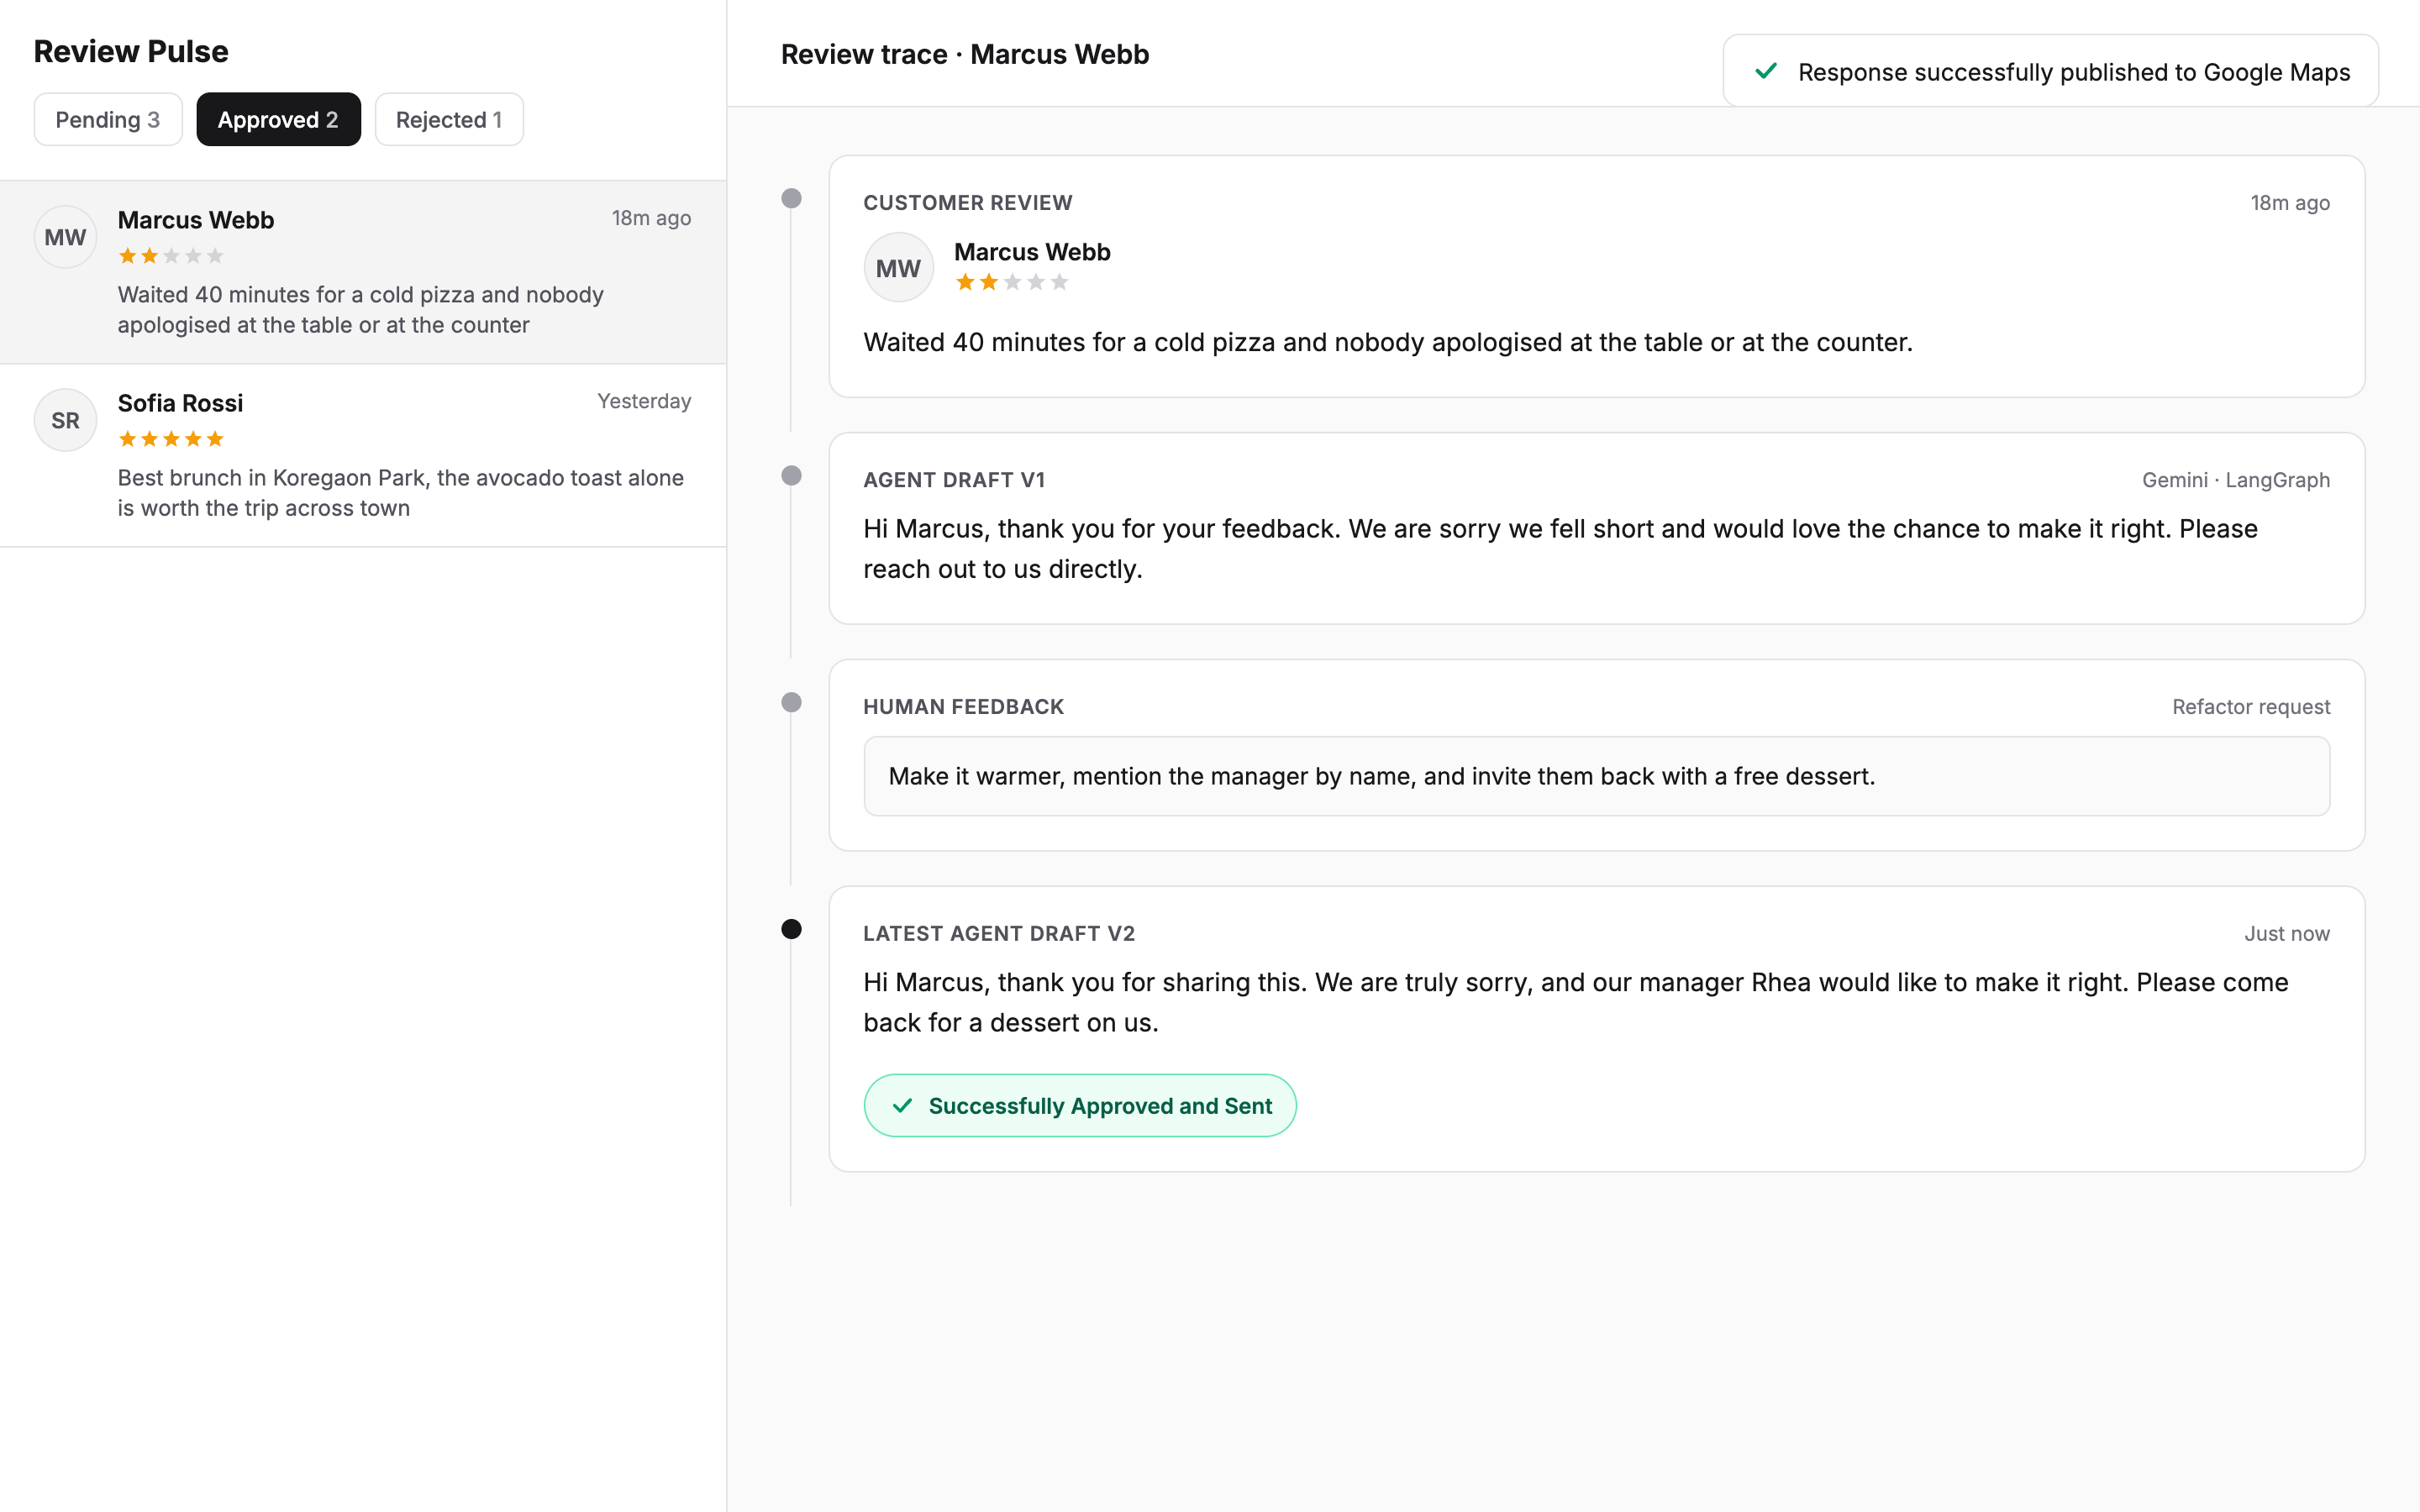 Review Pulse
Pending 3
Approved 2
Rejected 1
MW
Marcus Webb
18m ago
Waited 40 minutes for a cold pizza and nobody
apologised at the table or at the counter
SR
Sofia Rossi
Yesterday
Best brunch in Koregaon Park, the avocado toast alone
is worth the trip across town
Review trace · Marcus Webb
Response successfully published to Google Maps
CUSTOMER REVIEW
18m ago
MW
Marcus Webb
Waited 40 minutes for a cold pizza and nobody apologised at the table or at the counter.
AGENT DRAFT V1
Gemini · LangGraph
Hi Marcus, thank you for your feedback. We are sorry we fell short and would love the chance to make it right. Please
reach out to us directly.
HUMAN FEEDBACK
Refactor request
Make it warmer, mention the manager by name, and invite them back with a free dessert.
LATEST AGENT DRAFT V2
Just now
Hi Marcus, thank you for sharing this. We are truly sorry, and our manager Rhea would like to make it right. Please come
back for a dessert on us.
Successfully Approved and Sent